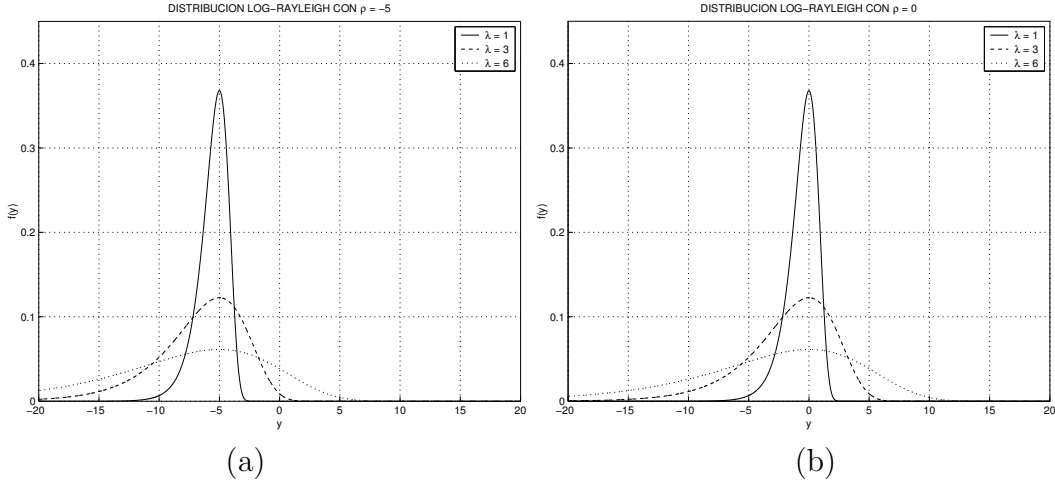 DISTRIBUCION LOG−RAYLEIGH CON ρ = −5
λ = 1
λ = 3
λ = 6
0.4
0.3
0.2
0.1
0
f(y)
−20 −15 −10 −5 0 5 10 15 20
y
(a)
DISTRIBUCION LOG−RAYLEIGH CON ρ = 0
λ = 1
λ = 3
λ = 6
0.4
0.3
0.2
0.1
0
f(y)
−20 −15 −10 −5 0 5 10 15 20
y
(b)